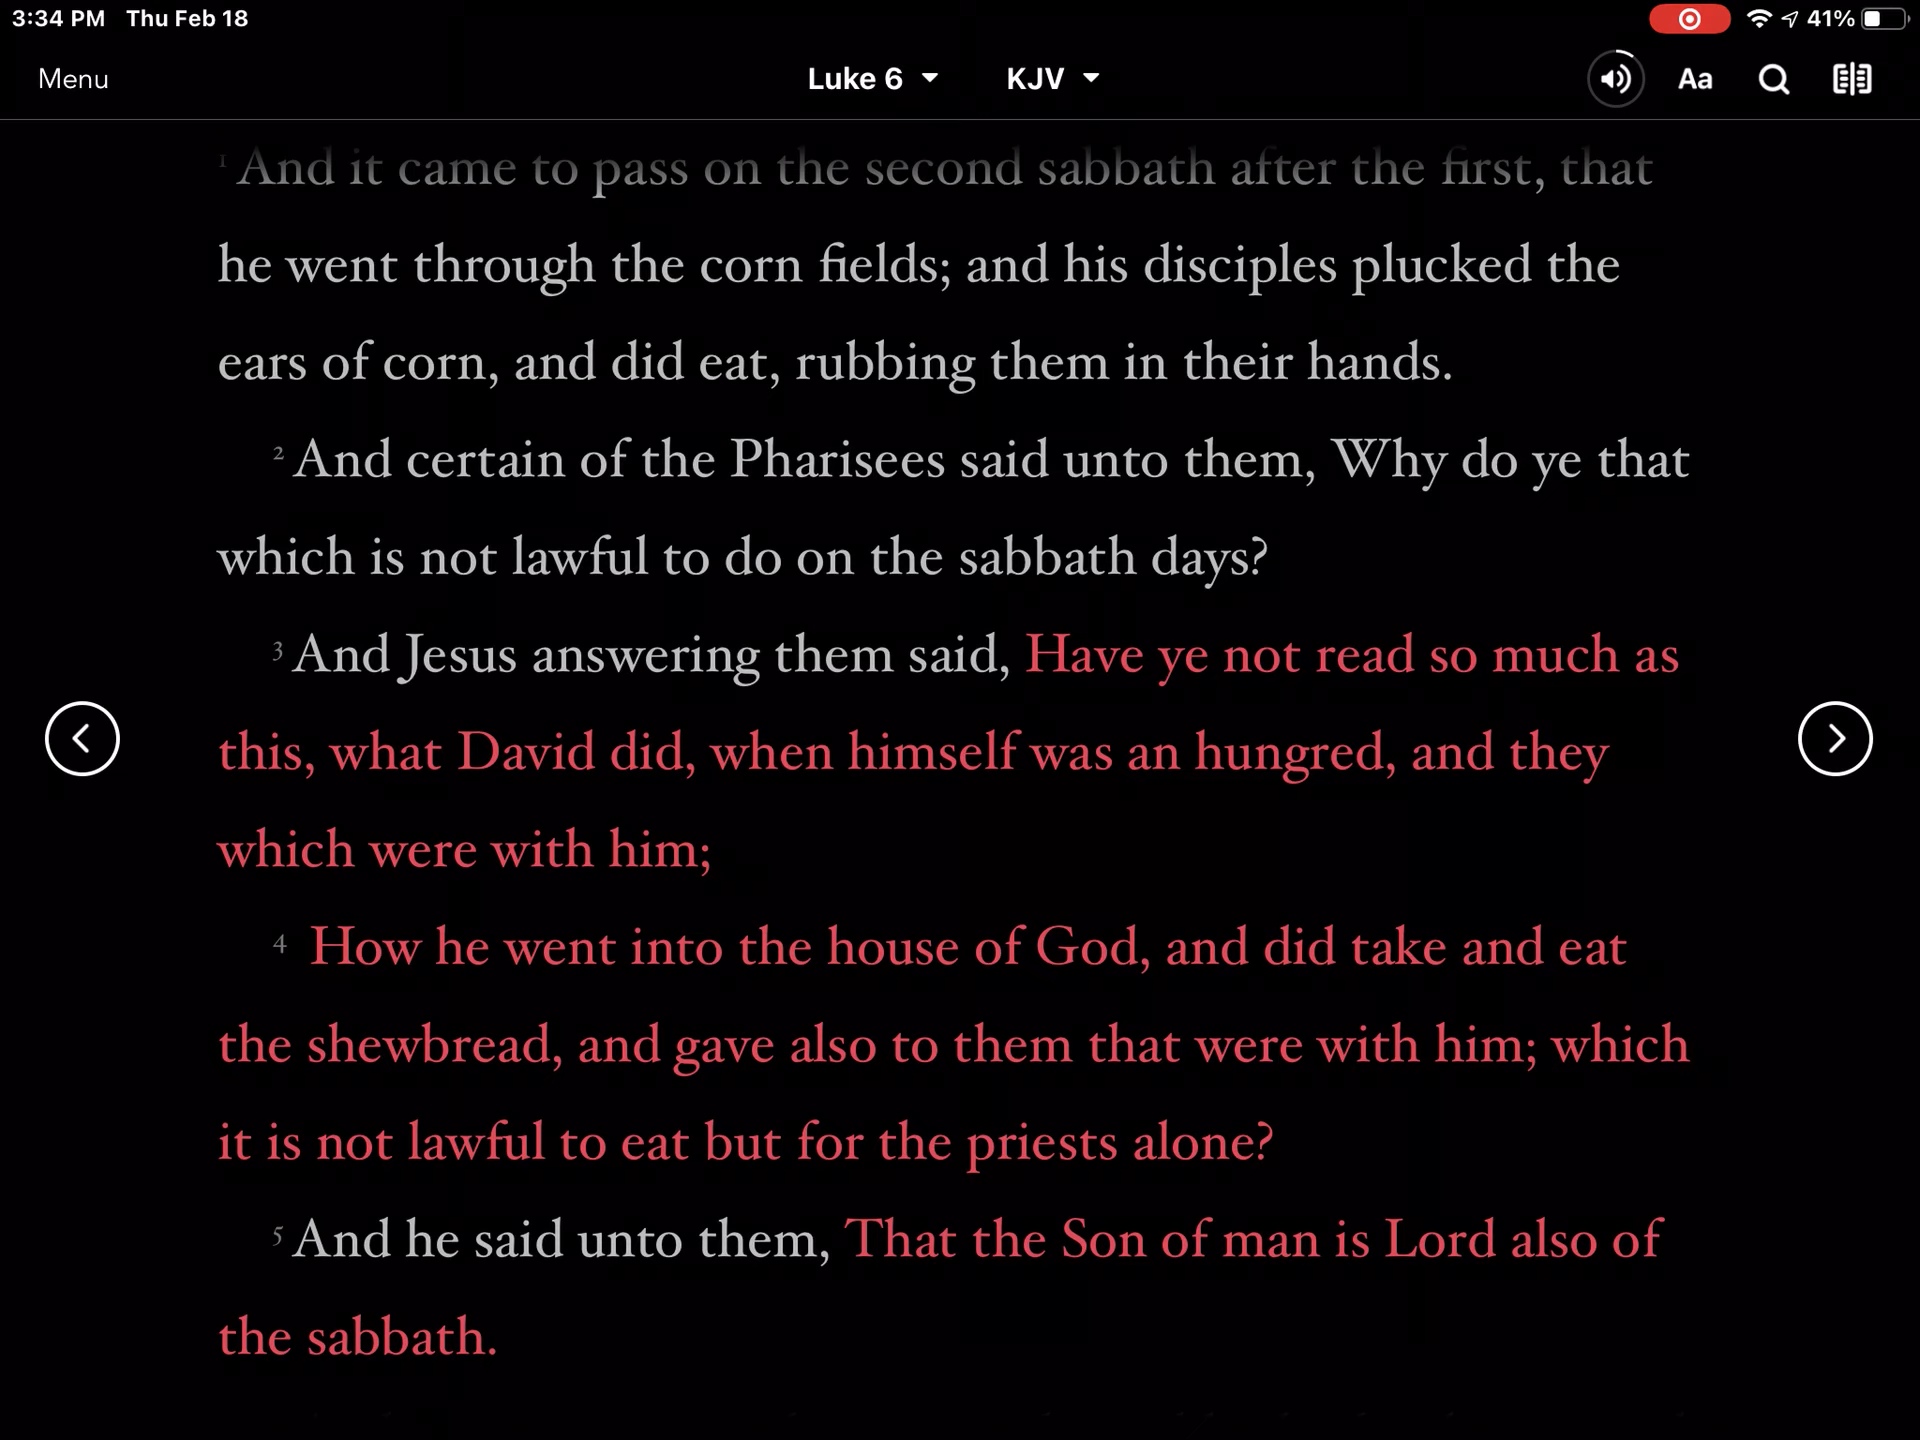 3:34 PM Thu Feb 18 41%
Menu Luke 6 KJV Aa
1 And it came to pass on the second sabbath after the first, that
he went through the corn fields; and his disciples plucked the
ears of corn, and did eat, rubbing them in their hands.
2 And certain of the Pharisees said unto them, Why do ye that
which is not lawful to do on the sabbath days?
3 And Jesus answering them said, Have ye not read so much as
this, what David did, when himself was an hungred, and they
which were with him;
4 How he went into the house of God, and did take and eat
the shewbread, and gave also to them that were with him; which
it is not lawful to eat but for the priests alone?
5 And he said unto them, That the Son of man is Lord also of
the sabbath.